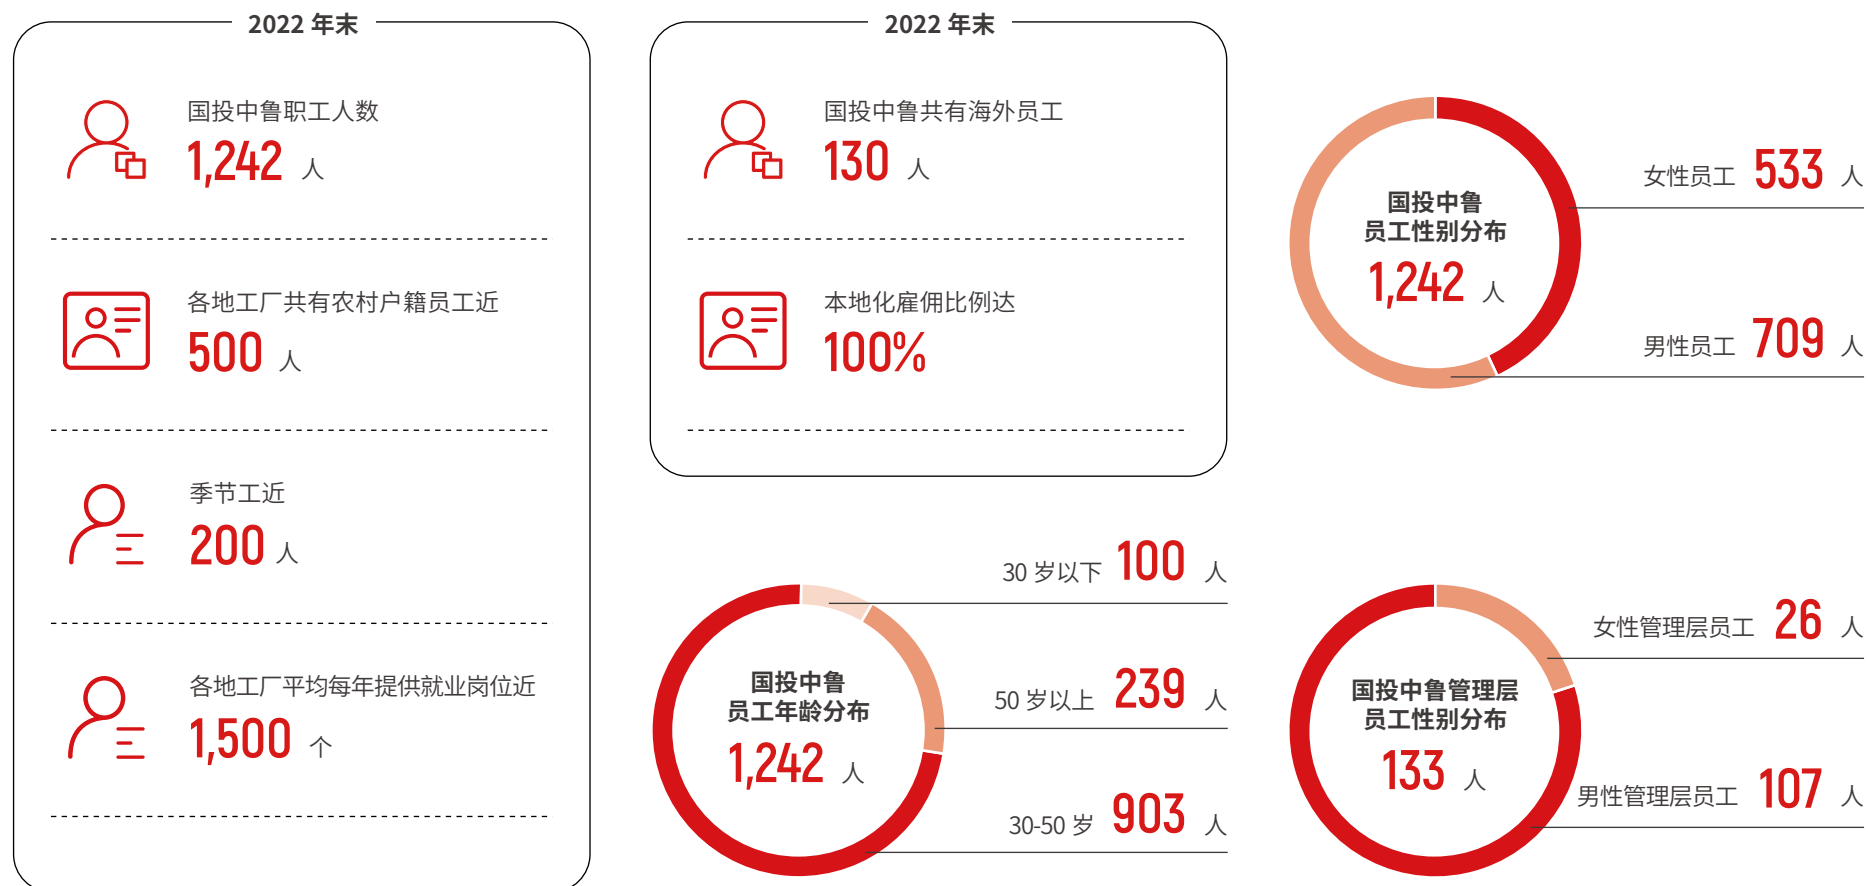 2022 年末
国投中鲁职工人数
1,242 人
各地工厂共有农村户籍员工近
500 人
季节工近
200 人
各地工厂平均每年提供就业岗位近
1,500 个
2022 年末
国投中鲁共有海外员工
130 人
本地化雇佣比例达
100%
国投中鲁
员工性别分布
1,242 人
女性员工 533 人
男性员工 709 人
国投中鲁
员工年龄分布
1,242 人
30 岁以下 100 人
50 岁以上 239 人
30-50 岁 903 人
国投中鲁管理层
员工性别分布
133 人
女性管理层员工 26 人
男性管理层员工 107 人